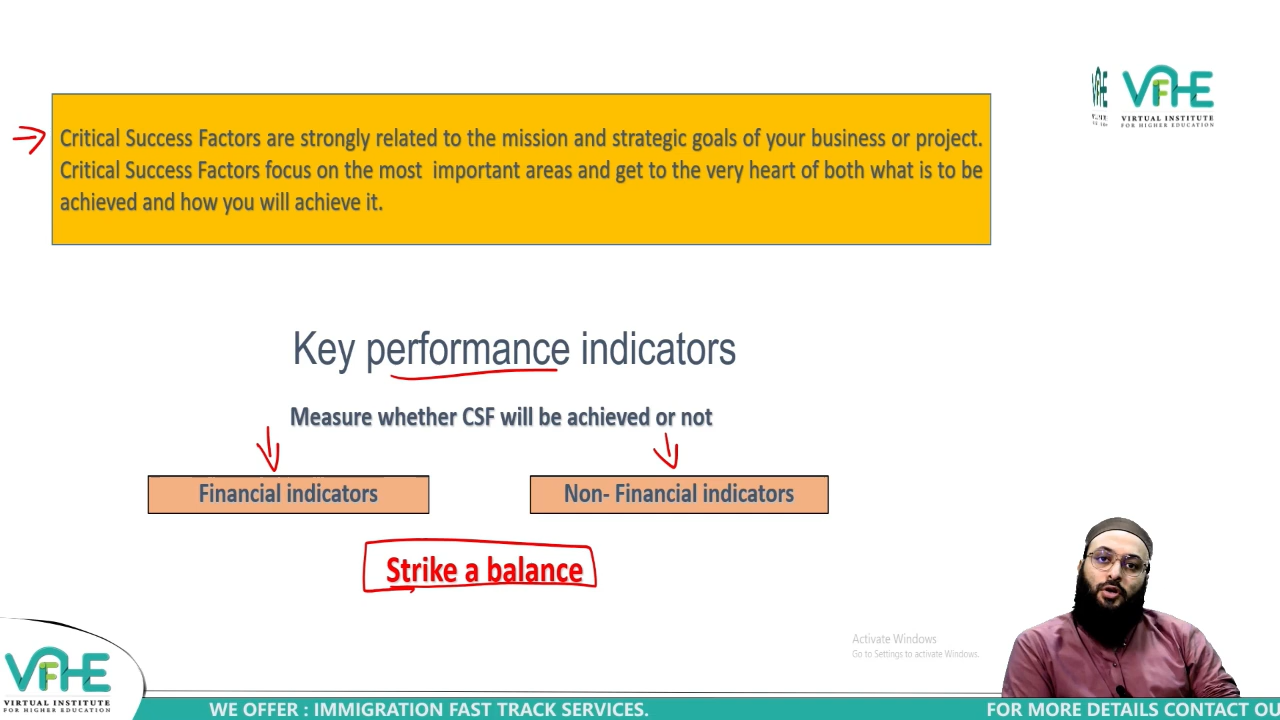 Critical Success Factors are strongly related to the mission and strategic goals of your business or project.
Critical Success Factors focus on the most important areas and get to the very heart of both what is to be
achieved and how you will achieve it.
VFHE
VIRTUAL INSTITUTE
FOR HIGHER EDUCATION
Key performance indicators
Measure whether CSF will be achieved or not
Financial indicators
Non- Financial indicators
Strike a balance
Activate Windows
Go to Settings to activate Windows.
VFHE
VIRTUAL INSTITUTE
FOR HIGHER EDUCATION
WE OFFER : IMMIGRATION FAST TRACK SERVICES.
FOR MORE DETAILS CONTACT OU